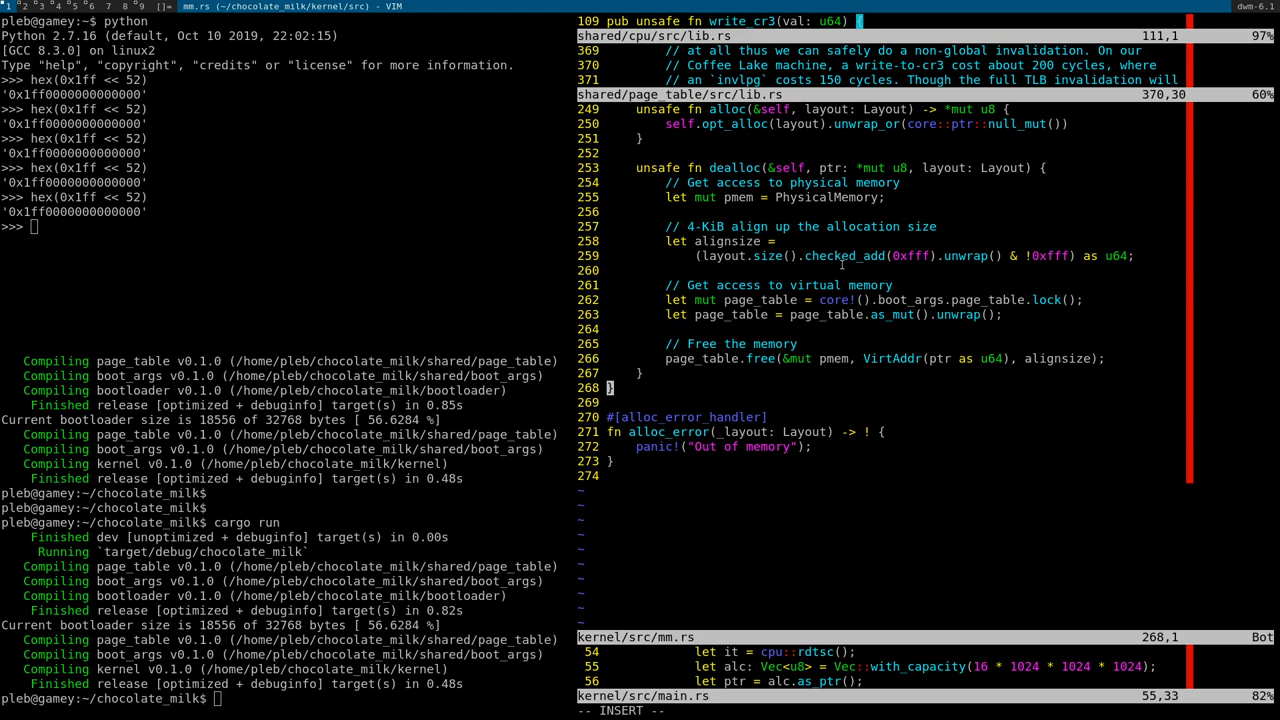 1 2 3 4 5 6 7 8 9 []= mm.rs (~/chocolate_milk/kernel/src) - VIM dwm-6.1
pleb@gamey:~$ python
Python 2.7.16 (default, Oct 10 2019, 22:02:15)
[GCC 8.3.0] on linux2
Type "help", "copyright", "credits" or "license" for more information.
>>> hex(0x1ff << 52)
'0x1ff0000000000000'
>>> hex(0x1ff << 52)
'0x1ff0000000000000'
>>> hex(0x1ff << 52)
'0x1ff0000000000000'
>>> hex(0x1ff << 52)
'0x1ff0000000000000'
>>> hex(0x1ff << 52)
'0x1ff0000000000000'
>>>
   Compiling page_table v0.1.0 (/home/pleb/chocolate_milk/shared/page_table)
   Compiling boot_args v0.1.0 (/home/pleb/chocolate_milk/shared/boot_args)
   Compiling bootloader v0.1.0 (/home/pleb/chocolate_milk/bootloader)
    Finished release [optimized + debuginfo] target(s) in 0.85s
Current bootloader size is 18556 of 32768 bytes [ 56.6284 %]
   Compiling page_table v0.1.0 (/home/pleb/chocolate_milk/shared/page_table)
   Compiling boot_args v0.1.0 (/home/pleb/chocolate_milk/shared/boot_args)
   Compiling kernel v0.1.0 (/home/pleb/chocolate_milk/kernel)
    Finished release [optimized + debuginfo] target(s) in 0.48s
pleb@gamey:~/chocolate_milk$
pleb@gamey:~/chocolate_milk$
pleb@gamey:~/chocolate_milk$ cargo run
    Finished dev [unoptimized + debuginfo] target(s) in 0.00s
     Running `target/debug/chocolate_milk`
   Compiling page_table v0.1.0 (/home/pleb/chocolate_milk/shared/page_table)
   Compiling boot_args v0.1.0 (/home/pleb/chocolate_milk/shared/boot_args)
   Compiling bootloader v0.1.0 (/home/pleb/chocolate_milk/bootloader)
    Finished release [optimized + debuginfo] target(s) in 0.82s
Current bootloader size is 18556 of 32768 bytes [ 56.6284 %]
   Compiling page_table v0.1.0 (/home/pleb/chocolate_milk/shared/page_table)
   Compiling boot_args v0.1.0 (/home/pleb/chocolate_milk/shared/boot_args)
   Compiling kernel v0.1.0 (/home/pleb/chocolate_milk/kernel)
    Finished release [optimized + debuginfo] target(s) in 0.48s
pleb@gamey:~/chocolate_milk$
109 pub unsafe fn write_cr3(val: u64) {
shared/cpu/src/lib.rs 111,1 97%
369         // at all thus we can safely do a non-global invalidation. On our
370         // Coffee Lake machine, a write-to-cr3 cost about 200 cycles, where
371         // an `invlpg` costs 150 cycles. Though the full TLB invalidation will
shared/page_table/src/lib.rs 370,30 60%
249     unsafe fn alloc(&self, layout: Layout) -> *mut u8 {
250         self.opt_alloc(layout).unwrap_or(core::ptr::null_mut())
251     }
252
253     unsafe fn dealloc(&self, ptr: *mut u8, layout: Layout) {
254         // Get access to physical memory
255         let mut pmem = PhysicalMemory;
256
257         // 4-KiB align up the allocation size
258         let alignsize =
259             (layout.size().checked_add(0xfff).unwrap() & !0xfff) as u64;
260
261         // Get access to virtual memory
262         let mut page_table = core!().boot_args.page_table.lock();
263         let page_table = page_table.as_mut().unwrap();
264
265         // Free the memory
266         page_table.free(&mut pmem, VirtAddr(ptr as u64), alignsize);
267     }
268 }
269
270 #[alloc_error_handler]
271 fn alloc_error(_layout: Layout) -> ! {
272     panic!("Out of memory");
273 }
274
~
~
~
~
~
~
~
~
~
~
kernel/src/mm.rs 268,1 Bot
54             let it = cpu::rdtsc();
55             let alc: Vec<u8> = Vec::with_capacity(16 * 1024 * 1024 * 1024);
56             let ptr = alc.as_ptr();
kernel/src/main.rs 55,33 82%
-- INSERT --